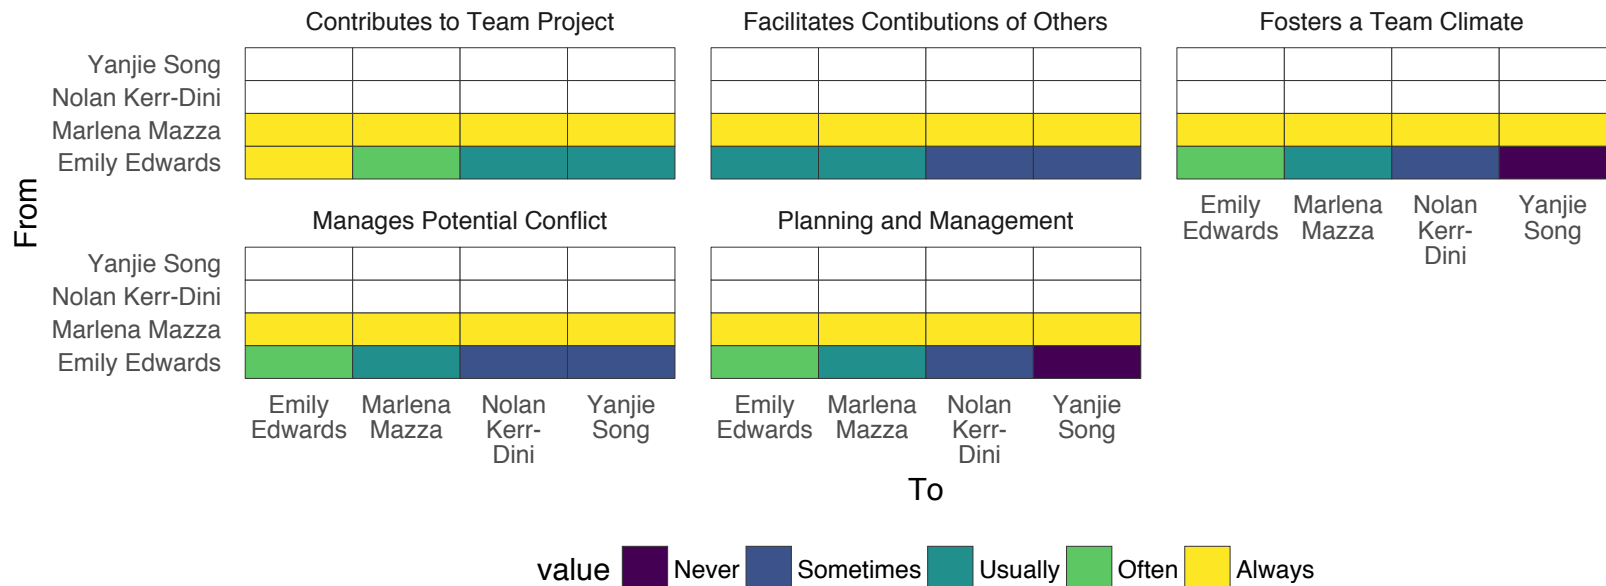 Contributes to Team Project
Facilitates Contibutions of Others
Fosters a Team Climate
Yanjie Song
Nolan Kerr-Dini
Marlena Mazza
Emily Edwards
From
Emily
Edwards
Marlena
Mazza
Nolan
Kerr-
Dini
Yanjie
Song
Manages Potential Conflict
Planning and Management
Yanjie Song
Nolan Kerr-Dini
Marlena Mazza
Emily Edwards
Emily
Edwards
Marlena
Mazza
Nolan
Kerr-
Dini
Yanjie
Song
Emily
Edwards
Marlena
Mazza
Nolan
Kerr-
Dini
Yanjie
Song
To
value Never Sometimes Usually Often Always